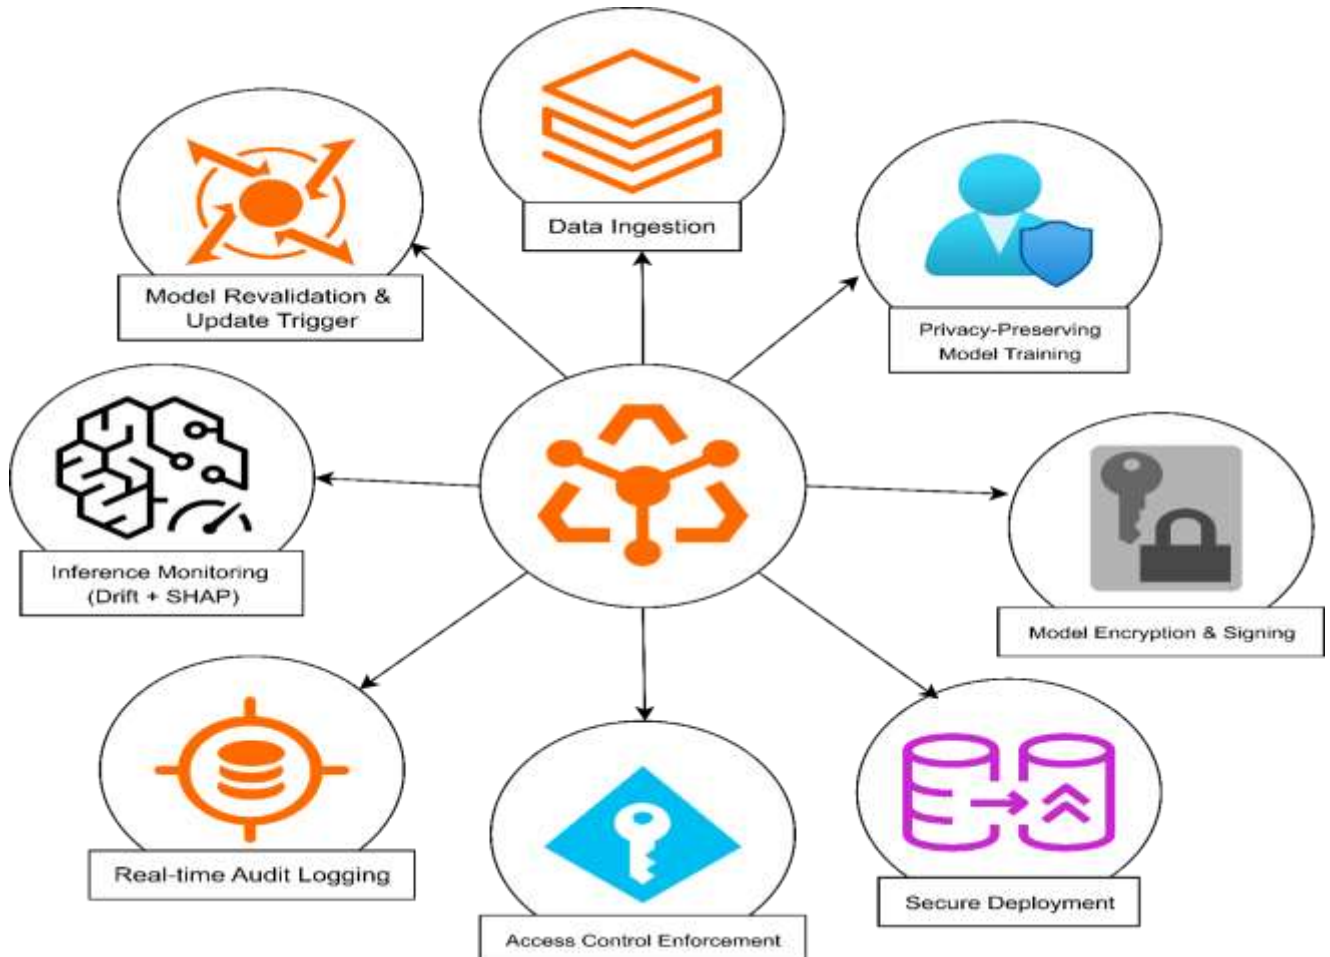 Data Ingestion
Privacy-Preserving
Model Training
Model Encryption & Signing
Secure Deployment
Access Control Enforcement
Real-time Audit Logging
Inference Monitoring
(Drift + SHAP)
Model Revalidation &
Update Trigger